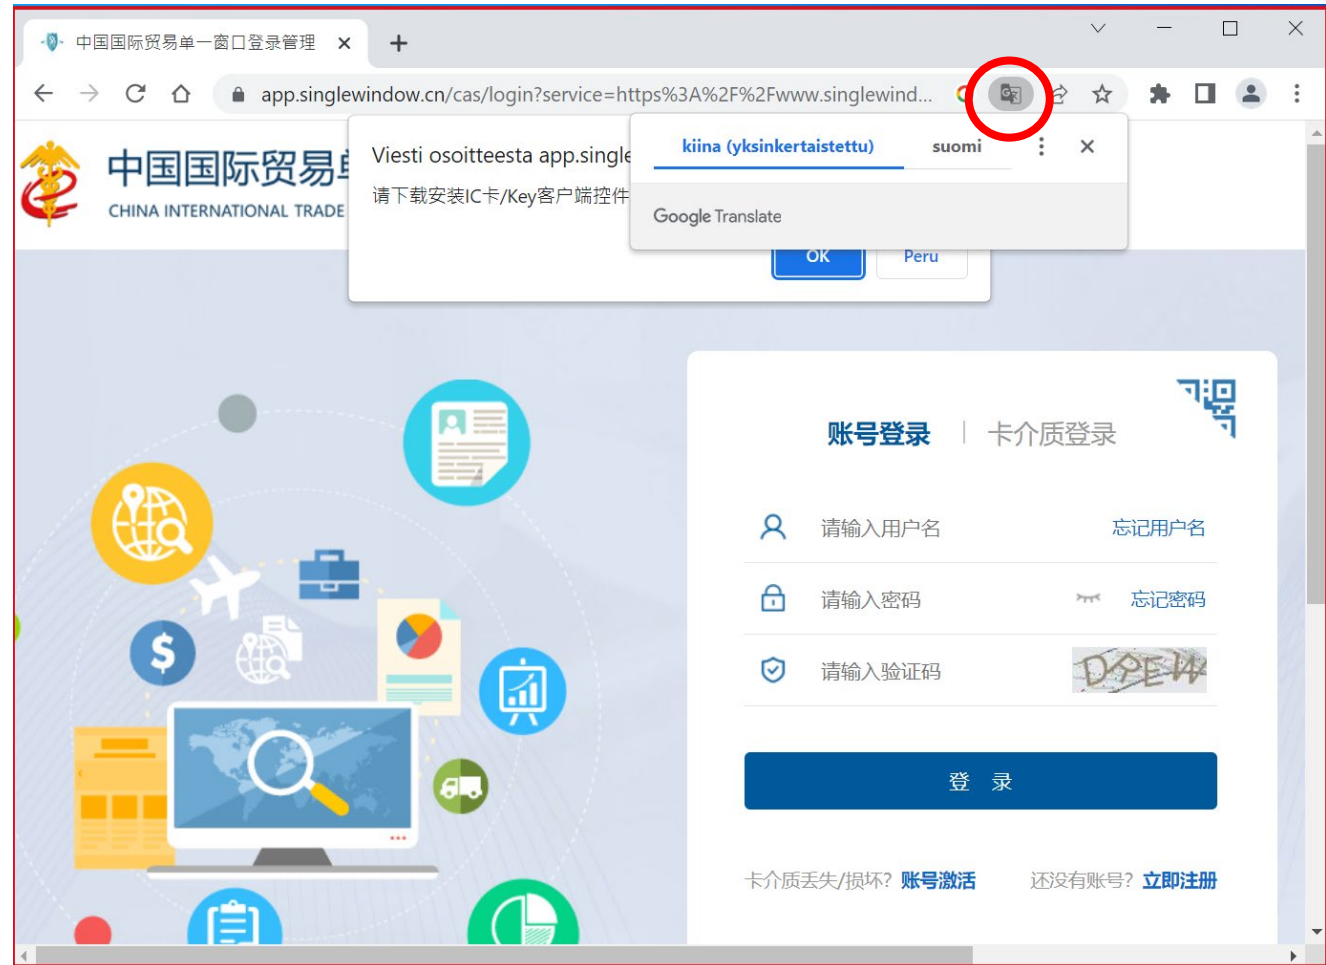 中国国际贸易单一窗口登录管理
app.singlewindow.cn/cas/login?service=https%3A%2F%2Fwww.singlewind...
中国国际贸易
CHINA INTERNATIONAL TRADE
Viesti osoitteesta app.single
请下载安装IC卡/Key客户端控件
kiina (yksinkertaistettu) suomi
Google Translate
OK Peru
账号登录 卡介质登录
请输入用户名 忘记用户名
请输入密码 忘记密码
请输入验证码
登 录
卡介质丢失/损坏? 账号激活 还没有账号? 立即注册